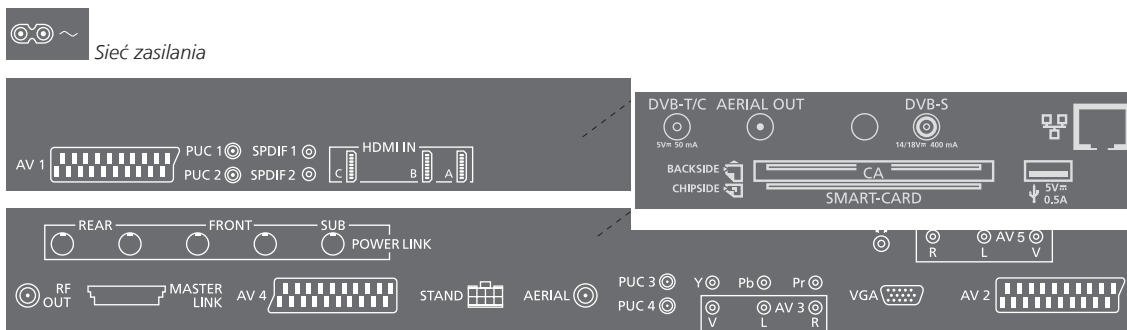 Sieć zasilania
AV 1
PUC 1 SPDIF 1
PUC 2 SPDIF 2
HDMI IN
C B A
DVB-T/C AERIAL OUT DVB-S
5V⎓ 50 mA 14/18V⎓ 400 mA
BACKSIDE
CA
CHIPSIDE
SMART-CARD
5V⎓
0.5A
REAR FRONT SUB
POWER LINK
RF
OUT
MASTER
LINK
AV 4
STAND
AERIAL
PUC 3
PUC 4
Y Pb Pr
AV 3
V L R
VGA
AV 5
R L V
AV 2